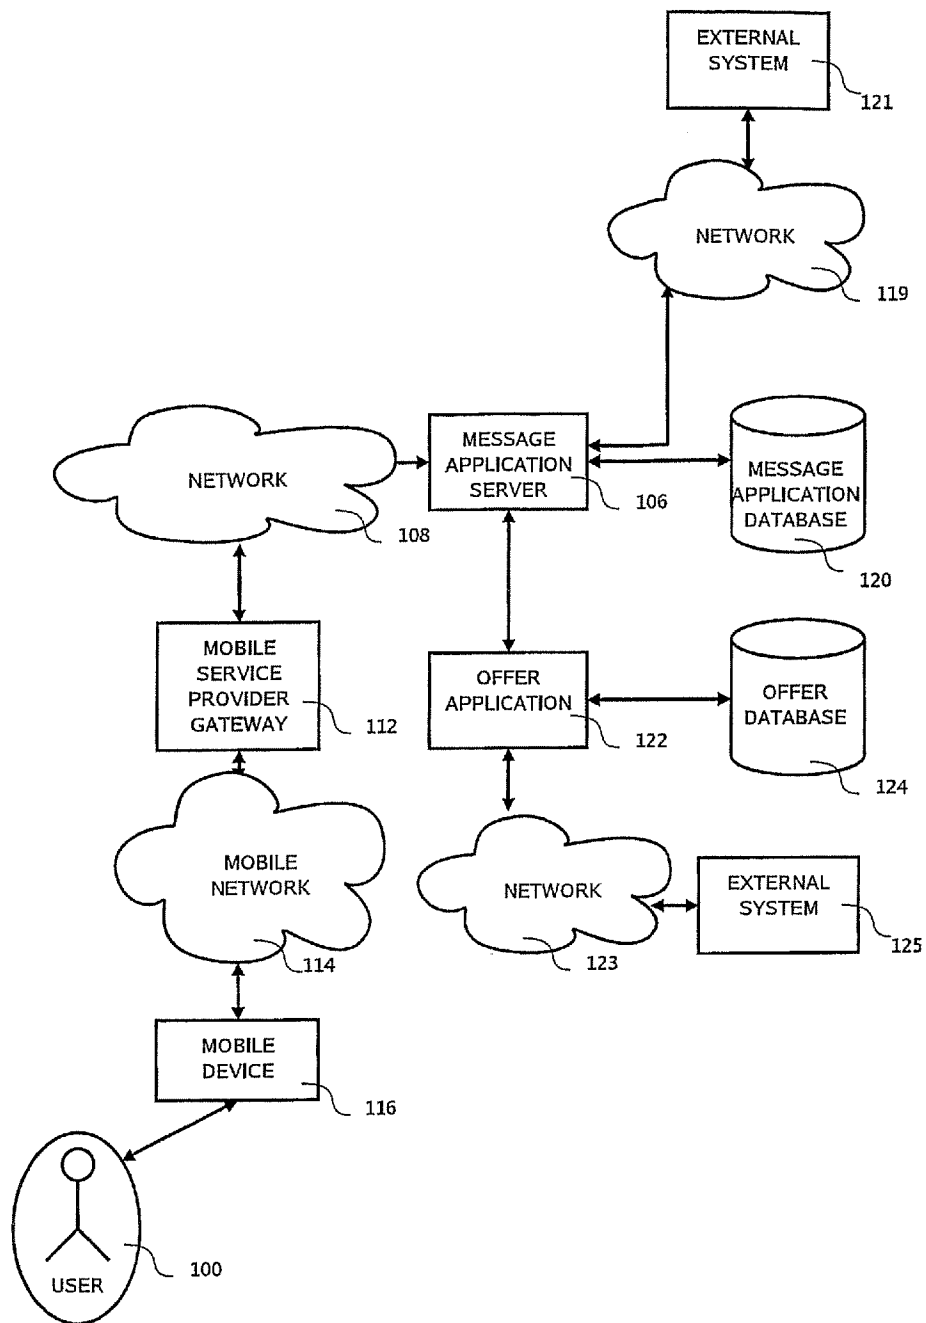 EXTERNAL
SYSTEM
121
NETWORK
119
MESSAGE
APPLICATION
SERVER
106
MESSAGE
APPLICATION
DATABASE
120
NETWORK
108
MOBILE
SERVICE
PROVIDER
GATEWAY
112
OFFER
APPLICATION
122
OFFER
DATABASE
124
MOBILE
NETWORK
114
NETWORK
123
EXTERNAL
SYSTEM
125
MOBILE
DEVICE
116
USER
100